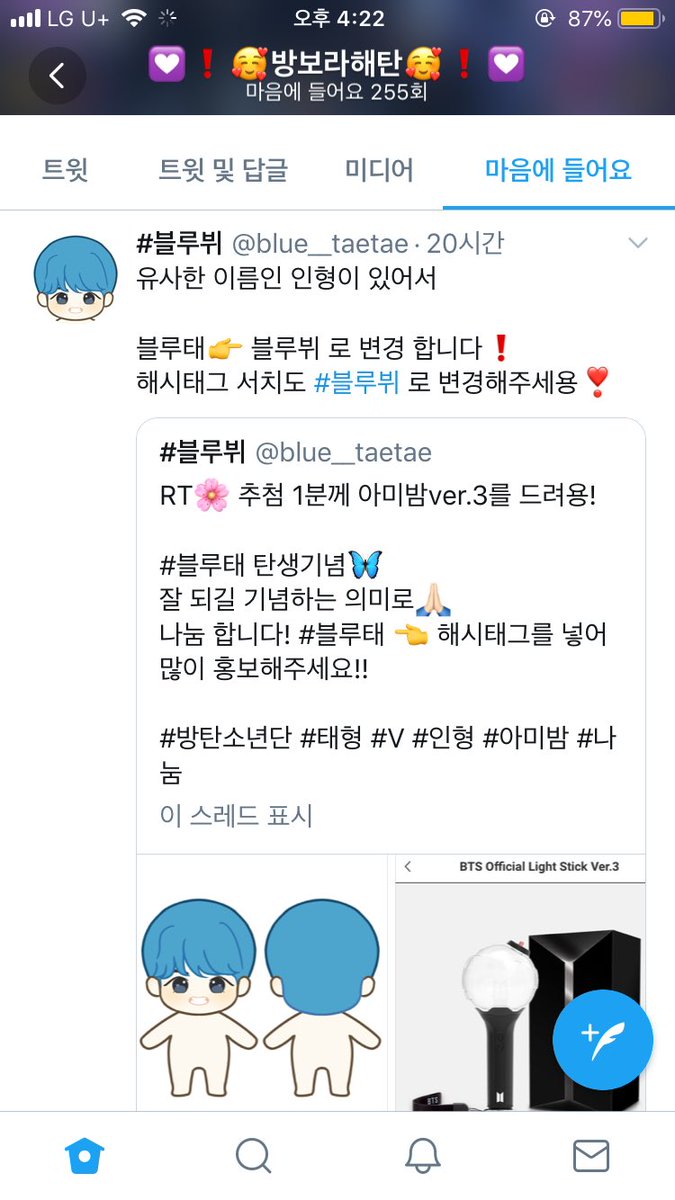 LG U+ 오후 4:22 87%
💜❗🥰방보라해탄🥰❗💜
마음에 들어요 255회
트윗 트윗 및 답글 미디어 마음에 들어요
#블루뷔 @blue__taetae · 20시간
유사한 이름인 인형이 있어서
블루태👉 블루뷔 로 변경 합니다❗
해시태그 서치도 #블루뷔 로 변경해주세용❣️
#블루뷔 @blue__taetae
RT🌸 추첨 1분께 아미밤ver.3를 드려용!
#블루태 탄생기념🦋
잘 되길 기념하는 의미로🙏🏻
나눔 합니다! #블루태 👈 해시태그를 넣어
많이 홍보해주세요!!
#방탄소년단 #태형 #V #인형 #아미밤 #나
눔
이 스레드 표시
BTS Official Light Stick Ver.3